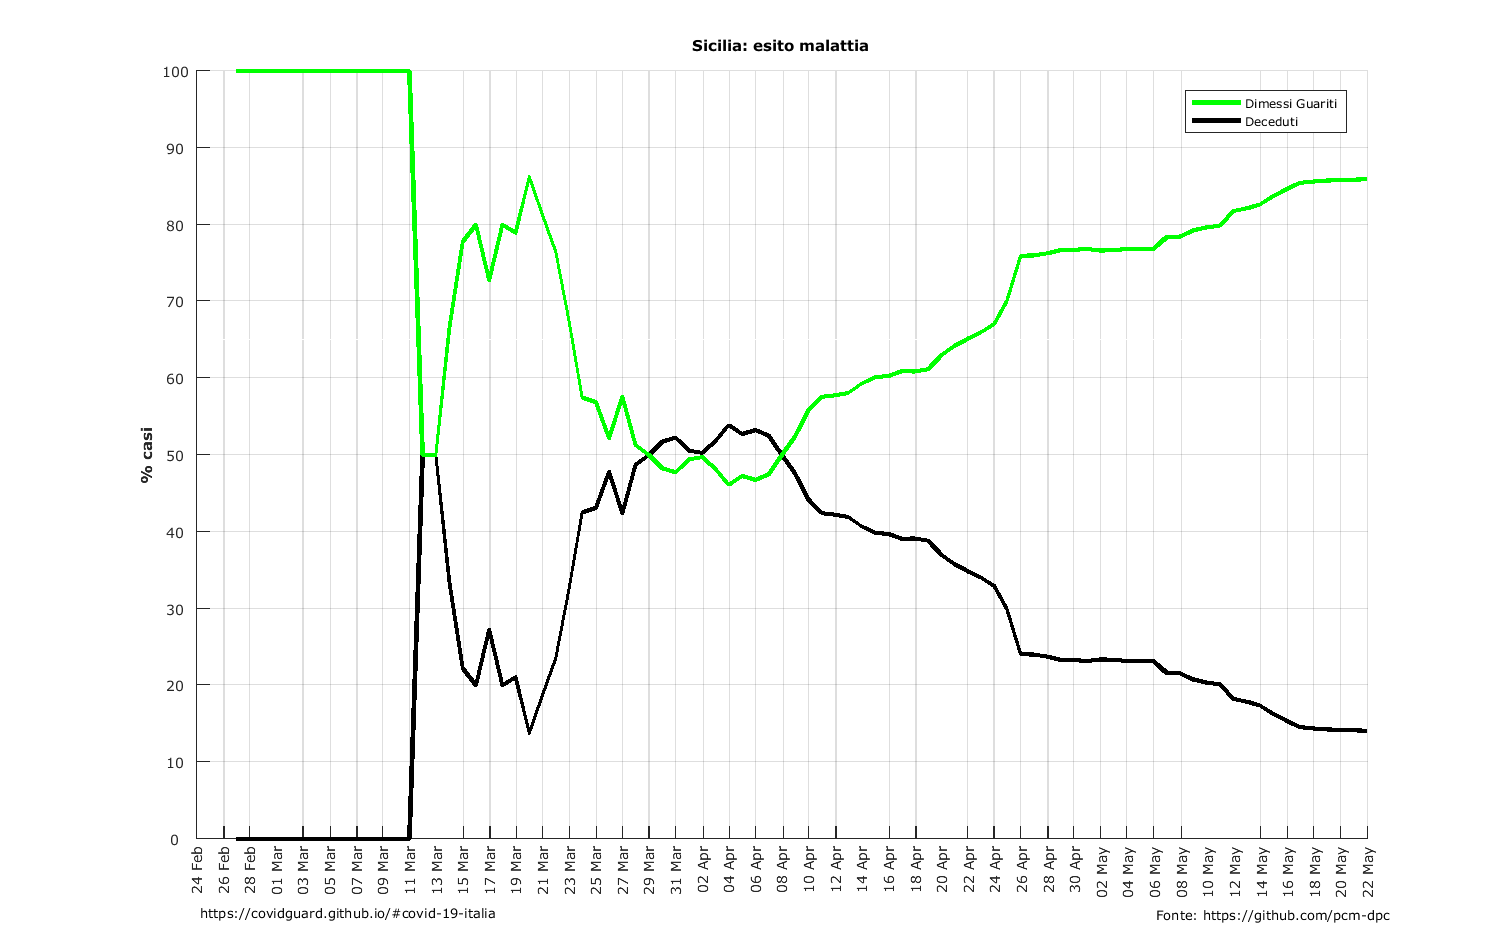 Sicilia: esito malattia
Dimessi Guariti
Deceduti
% casi
100
90
80
70
60
50
40
30
20
10
0
24 Feb
26 Feb
28 Feb
01 Mar
03 Mar
05 Mar
07 Mar
09 Mar
11 Mar
13 Mar
15 Mar
17 Mar
19 Mar
21 Mar
23 Mar
25 Mar
27 Mar
29 Mar
31 Mar
02 Apr
04 Apr
06 Apr
08 Apr
10 Apr
12 Apr
14 Apr
16 Apr
18 Apr
20 Apr
22 Apr
24 Apr
26 Apr
28 Apr
30 Apr
02 May
04 May
06 May
08 May
10 May
12 May
14 May
16 May
18 May
20 May
22 May
https://covidguard.github.io/#covid-19-italia
Fonte: https://github.com/pcm-dpc